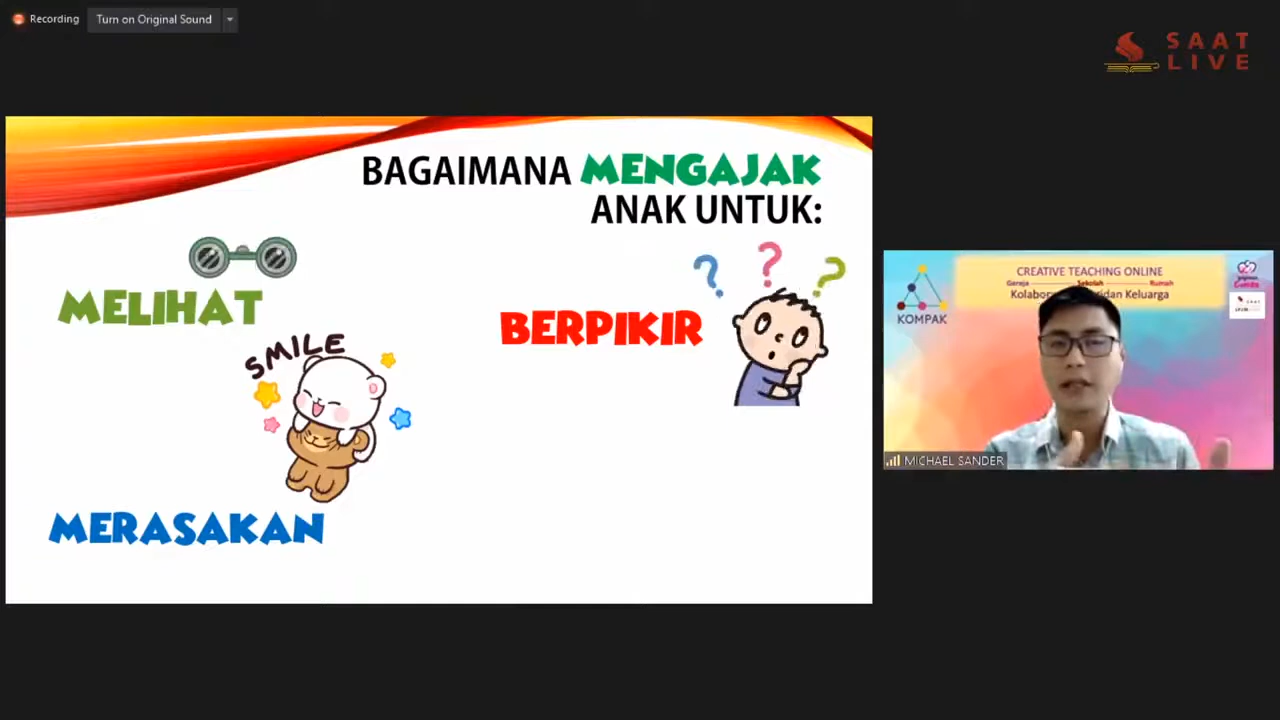 Recording
Turn on Original Sound
SAAT
LIVE
BAGAIMANA MENGAJAK
ANAK UNTUK:
MELIHAT
SMILE
BERPIKIR
MERASAKAN
CREATIVE TEACHING ONLINE
Gereja Sekolah Rumah
dan Keluarga
KOMPAK
MICHAEL SANDER